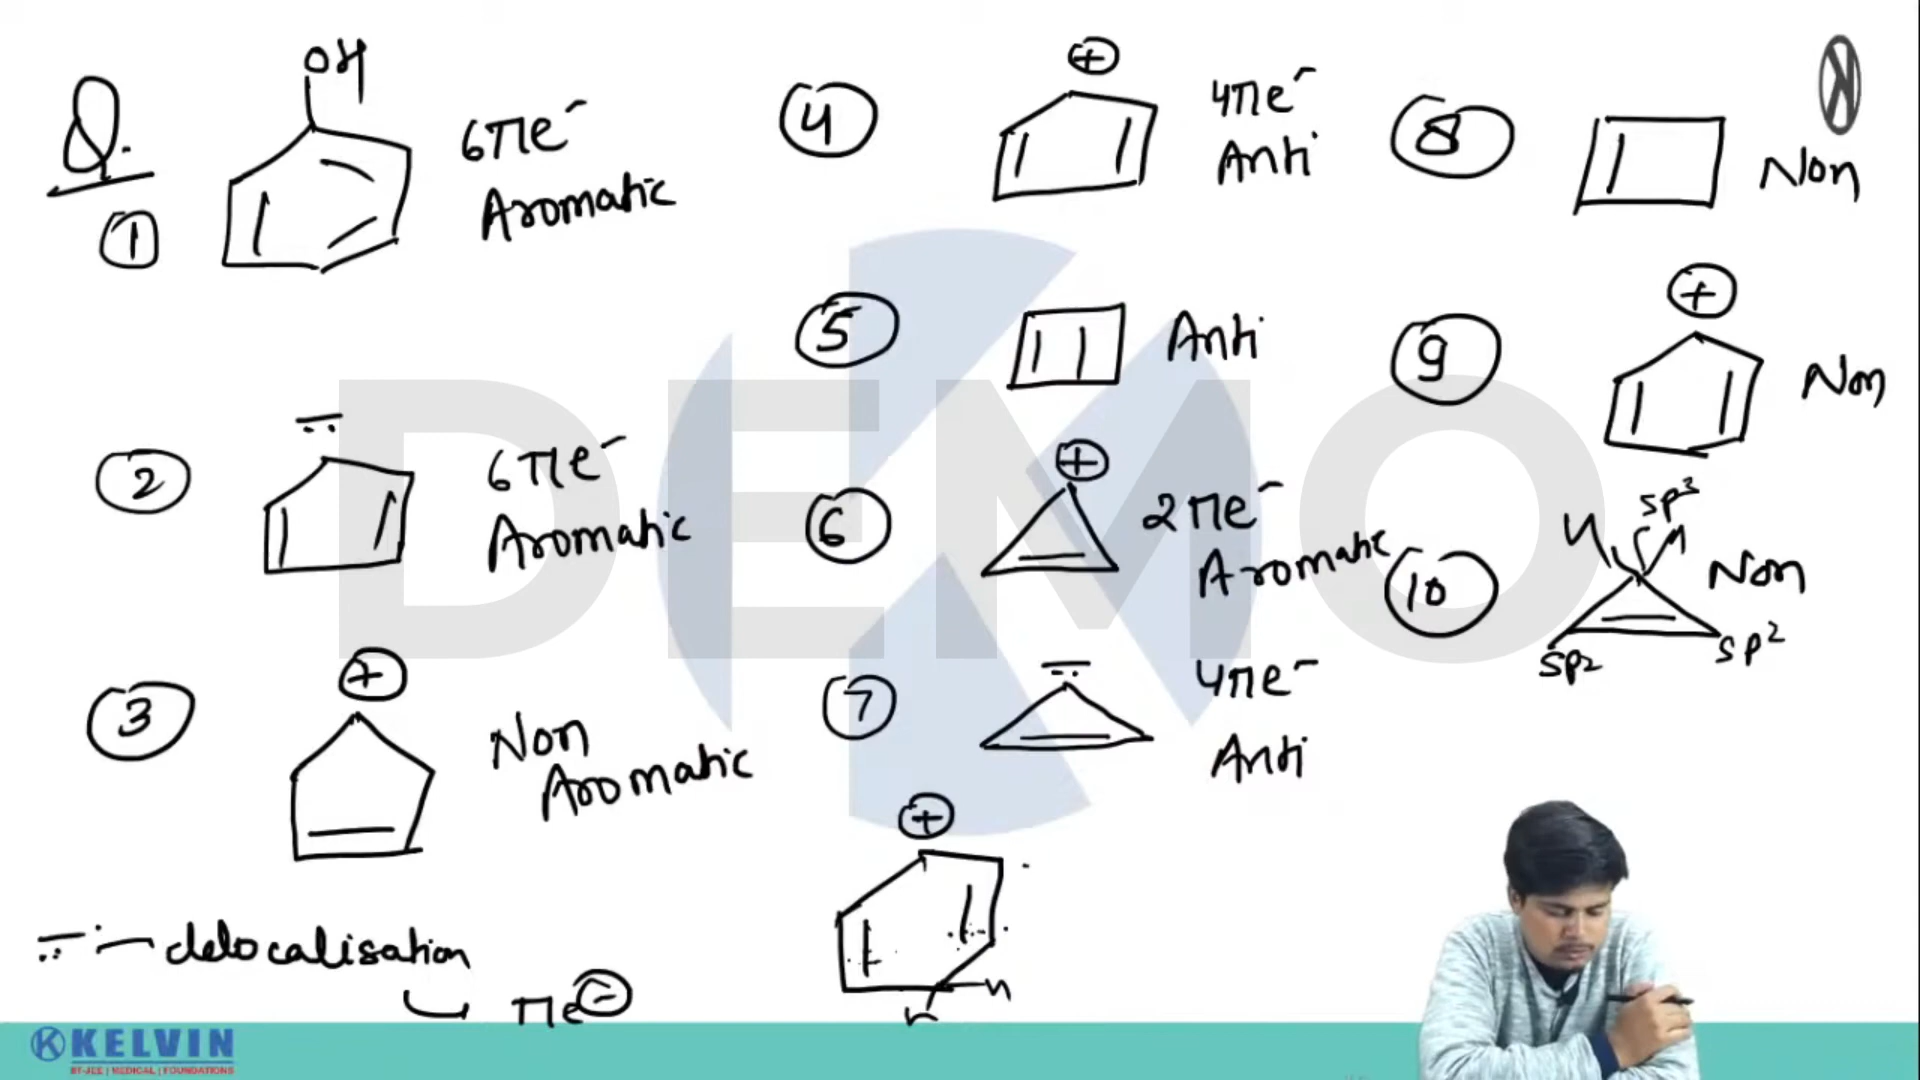 Q.
1
OH
6πe⁻
Aromatic
2
6πe⁻
Aromatic
3
+
Non
Aromatic
delocalisation
πe⊖
4
+
4πe⁻
Anti
5
Anti
6
+
2πe⁻
Aromatic
7
4πe⁻
Anti
+
H
H
8
Non
9
+
Non
10
H
sp³
H
Non
sp2
sp²
DEMO
KELVIN
IIT-JEE | MEDICAL | FOUNDATIONS